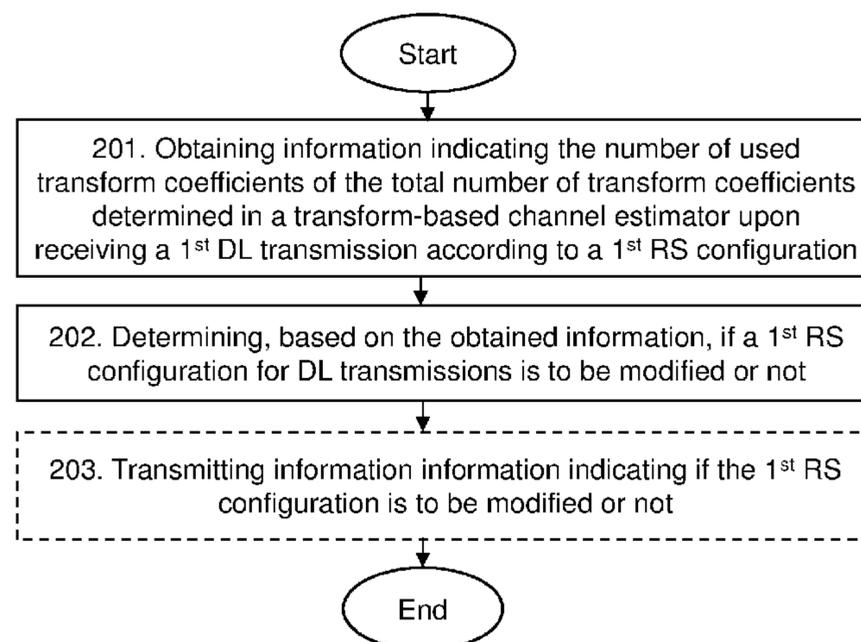 Start
201. Obtaining information indicating the number of used
transform coefficients of the total number of transform coefficients
determined in a transform-based channel estimator upon
receiving a 1st DL transmission according to a 1st RS configuration
202. Determining, based on the obtained information, if a 1st RS
configuration for DL transmissions is to be modified or not
203. Transmitting information information indicating if the 1st RS
configuration is to be modified or not
End